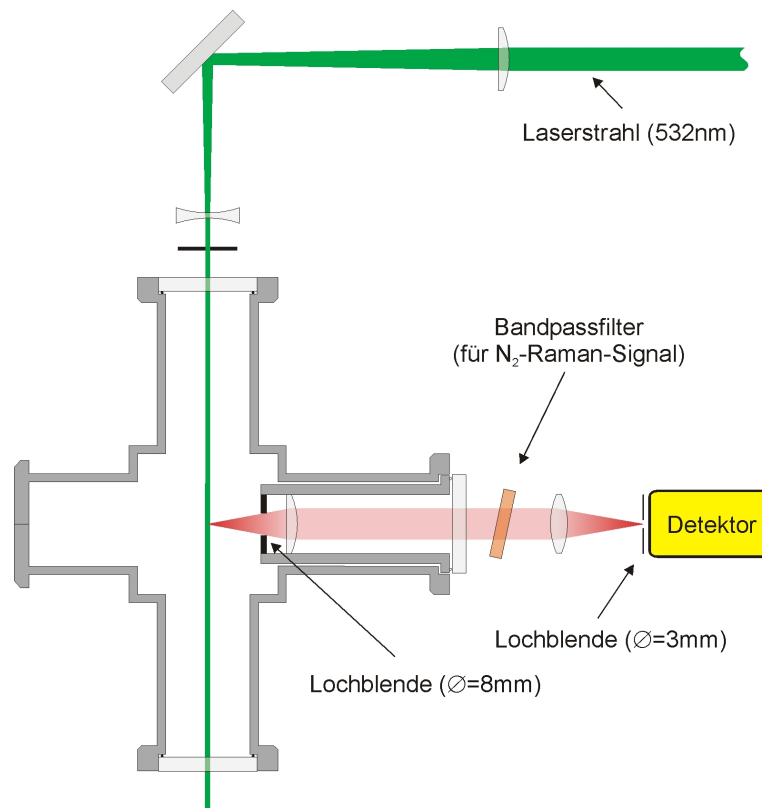 Laserstrahl (532nm)
Bandpassfilter
(für N₂-Raman-Signal)
Detektor
Lochblende (∅=3mm)
Lochblende (∅=8mm)